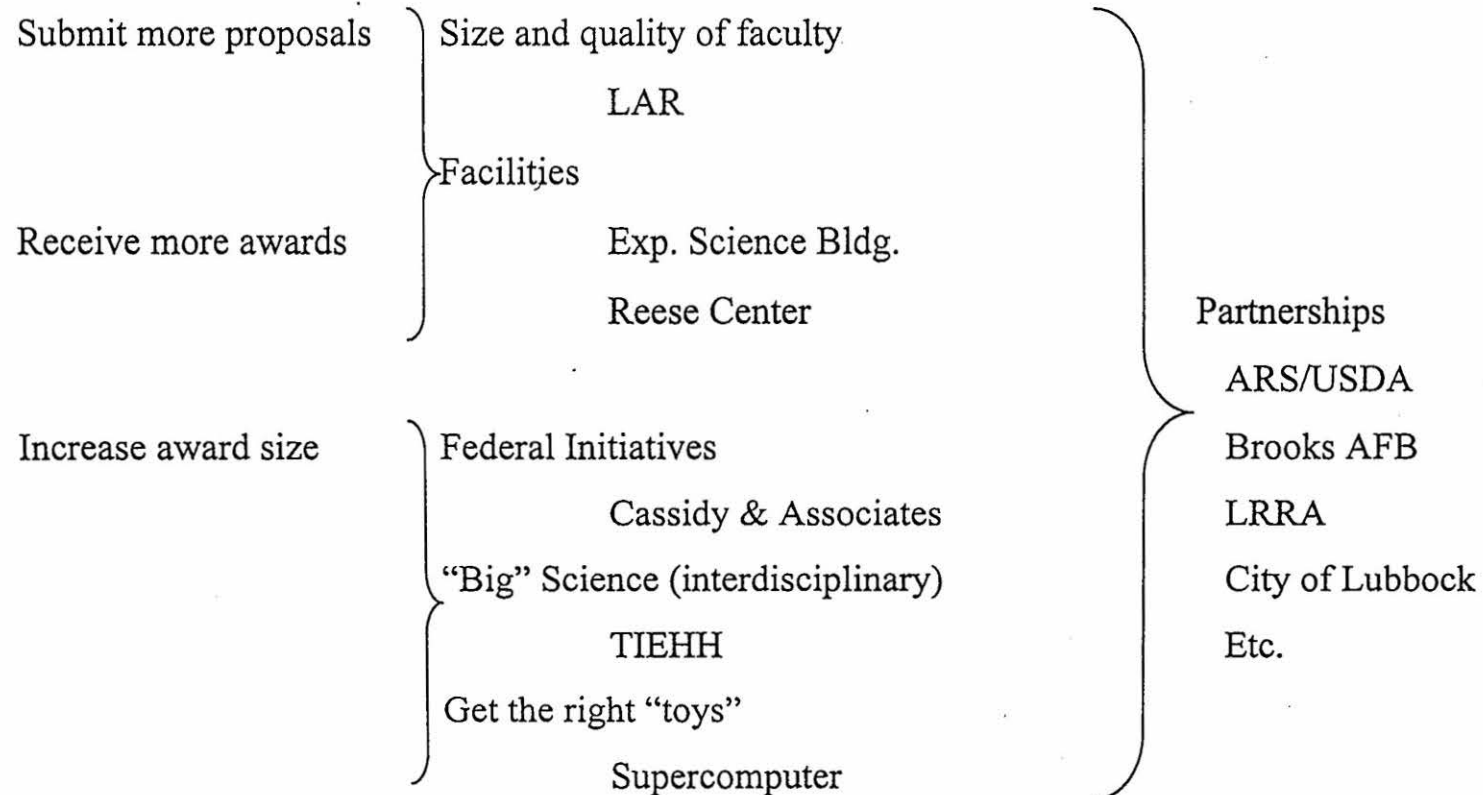 Submit more proposals
Receive more awards
Size and quality of faculty
LAR
Facilities
Exp. Science Bldg.
Reese Center
Increase award size
Federal Initiatives
Cassidy & Associates
“Big” Science (interdisciplinary)
TIEHH
Get the right “toys”
Supercomputer
Partnerships
ARS/USDA
Brooks AFB
LRRA
City of Lubbock
Etc.